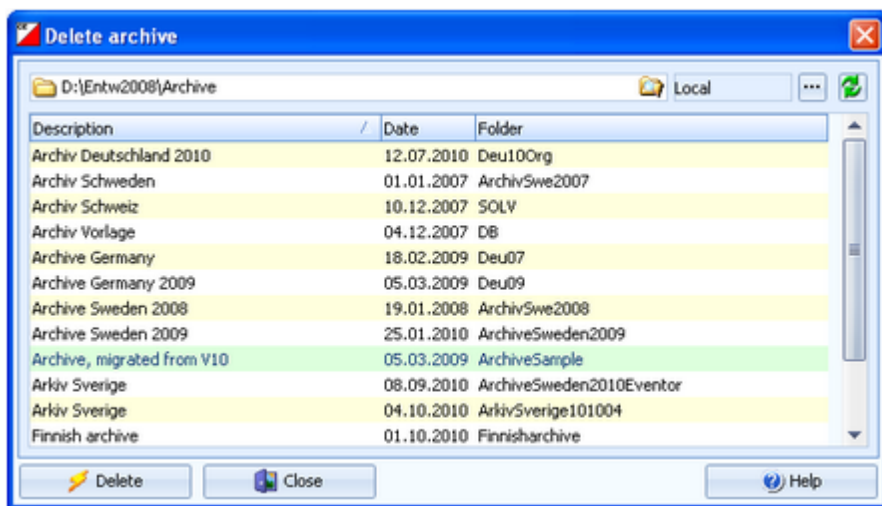 Delete archive
D:\Entw2008\Archive Local ...
Description Date Folder
Archiv Deutschland 2010 12.07.2010 Deu10Org
Archiv Schweden 01.01.2007 ArchivSwe2007
Archiv Schweiz 10.12.2007 SOLV
Archiv Vorlage 04.12.2007 DB
Archive Germany 18.02.2009 Deu07
Archive Germany 2009 05.03.2009 Deu09
Archive Sweden 2008 19.01.2008 ArchivSwe2008
Archive Sweden 2009 25.01.2010 ArchiveSweden2009
Archive, migrated from V10 05.03.2009 ArchiveSample
Arkiv Sverige 08.09.2010 ArchiveSweden2010Eventor
Arkiv Sverige 04.10.2010 ArkivSverige101004
Finnish archive 01.10.2010 Finnisharchive
Delete Close Help